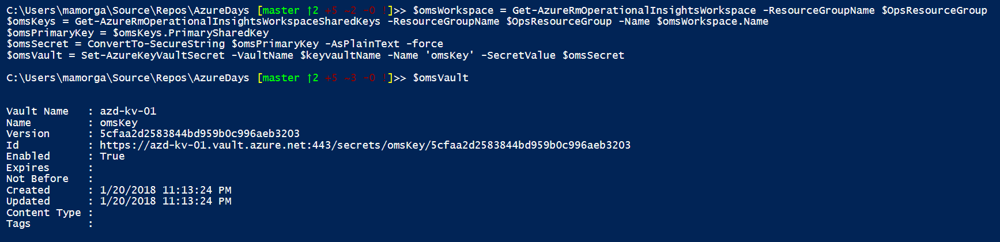 C:\Users\mamorga\Source\Repos\AzureDays [master ↑2 +5 ~2 -0 !]>> $omsWorkspace = Get-AzureRmOperationalInsightsWorkspace -ResourceGroupName $OpsResourceGroup
$omsKeys = Get-AzureRmOperationalInsightsWorkspaceSharedKeys -ResourceGroupName $OpsResourceGroup -Name $omsWorkspace.Name
$omsPrimaryKey = $omsKeys.PrimarySharedKey
$omsSecret = ConvertTo-SecureString $omsPrimaryKey -AsPlainText -force
$omsVault = Set-AzureKeyVaultSecret -VaultName $keyvaultName -Name 'omsKey' -SecretValue $omsSecret
C:\Users\mamorga\Source\Repos\AzureDays [master ↑2 +5 ~3 -0 !]>> $omsVault
Vault Name   : azd-kv-01
Name         : omsKey
Version      : 5cfaa2d2583844bd959b0c996aeb3203
Id           : https://azd-kv-01.vault.azure.net:443/secrets/omsKey/5cfaa2d2583844bd959b0c996aeb3203
Enabled      : True
Expires      :
Not Before   :
Created      : 1/20/2018 11:13:24 PM
Updated      : 1/20/2018 11:13:24 PM
Content Type :
Tags         :